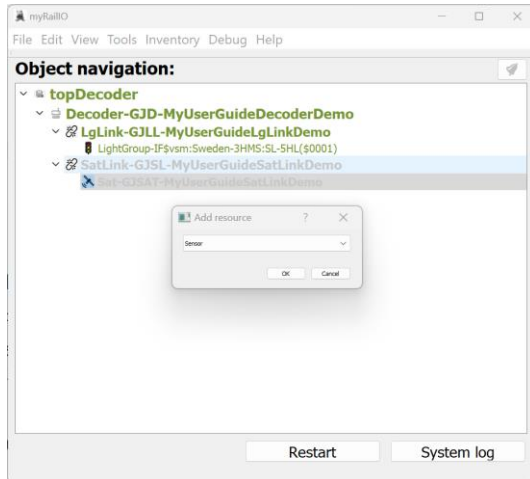 myRailIO
File Edit View Tools Inventory Debug Help
Object navigation:
topDecoder
Decoder-GJD-MyUserGuideDecoderDemo
LgLink-GJLL-MyUserGuideLgLinkDemo
LightGroup-IF$vsm:Sweden-3HMS:SL-5HL($0001)
SatLink-GJSL-MyUserGuideSatLinkDemo
Sat-GJSAT-MyUserGuideSatLinkDemo
Add resource ?
Sensor
OK Cancel
Restart System log